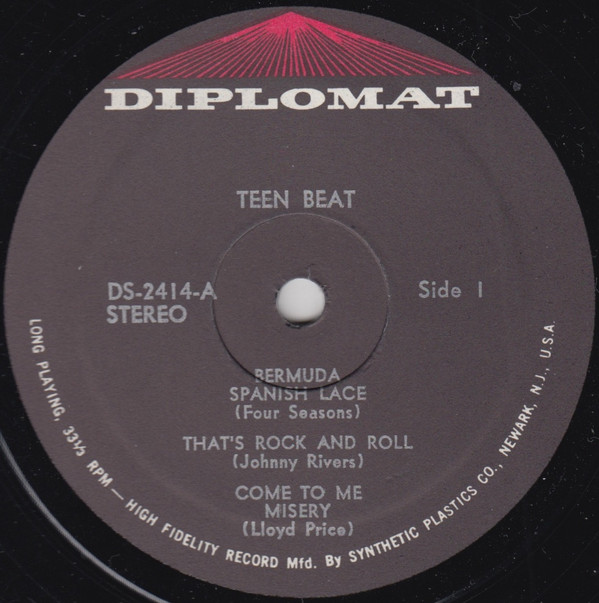 DIPLOMAT
TEEN BEAT
DS-2414-A
STEREO
Side 1
BERMUDA
SPANISH LACE
(Four Seasons)
THAT'S ROCK AND ROLL
(Johnny Rivers)
COME TO ME
MISERY
(Lloyd Price)
LONG PLAYING, 33⅓ RPM — HIGH FIDELITY RECORD Mfd. By SYNTHETIC PLASTICS CO., NEWARK, N.J., U.S.A.